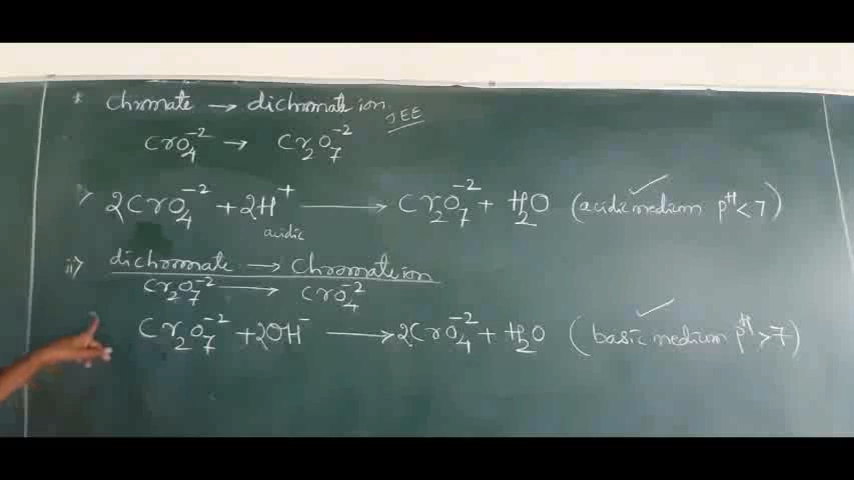 * Chromate → dichromate ion JEE
CrO₄⁻² → Cr₂O₇⁻²
i) 2CrO₄⁻² + 2H⁺ → Cr₂O₇⁻² + H₂O (acidic medium pH < 7)
acidic
ii) dichromate → Chromate ion
Cr₂O₇⁻² → CrO₄⁻²
Cr₂O₇⁻² + 2OH⁻ → 2CrO₄⁻² + H₂O (basic medium pH > 7)